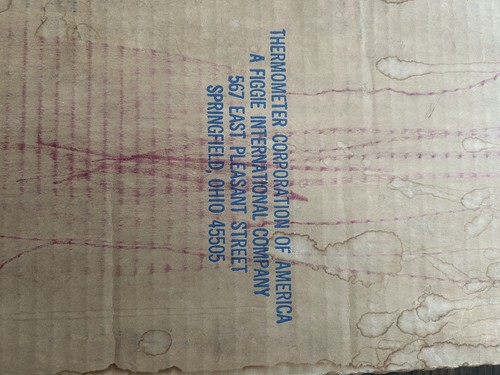 THERMOMETER CORPORATION OF AMERICA
A FIGGIE INTERNATIONAL COMPANY
567 EAST PLEASANT STREET
SPRINGFIELD, OHIO 45505